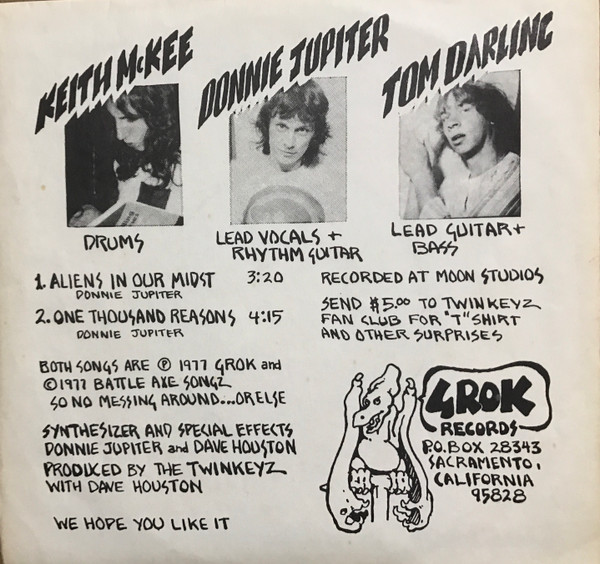 KEITH McKEE
DONNIE JUPITER
TOM DARLING
DRUMS
LEAD VOCALS +
RHYTHM GUITAR
LEAD GUITAR +
BASS
1. ALIENS IN OUR MIDST 3:20
DONNIE JUPITER
2. ONE THOUSAND REASONS 4:15
DONNIE JUPITER
RECORDED AT MOON STUDIOS
SEND $5.00 TO TWINKEYZ
FAN CLUB FOR "T" SHIRT
AND OTHER SURPRISES
BOTH SONGS ARE ℗ 1977 GROK and
© 1977 BATTLE AXE SONGZ
SO NO MESSING AROUND...OR ELSE
SYNTHESIZER AND SPECIAL EFFECTS
DONNIE JUPITER and DAVE HOUSTON
PRODUCED BY THE TWINKEYZ
WITH DAVE HOUSTON
WE HOPE YOU LIKE IT
GROK
RECORDS
P.O. BOX 28343
SACRAMENTO,
CALIFORNIA
95828